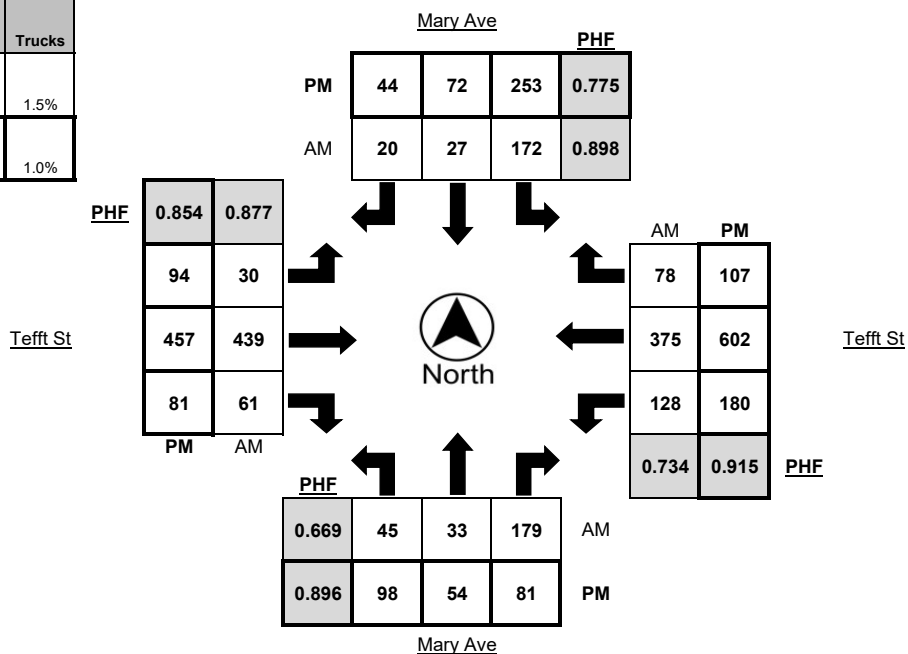 Mary Ave
PHF
Trucks
PM 44 72 253 0.775
1.5%
AM 20 27 172 0.898
1.0%
PHF 0.854 0.877
AM PM
94 30
78 107
Tefft St 457 439
North
375 602 Tefft St
81 61
128 180
PM AM
0.734 0.915 PHF
PHF
0.669 45 33 179 AM
0.896 98 54 81 PM
Mary Ave